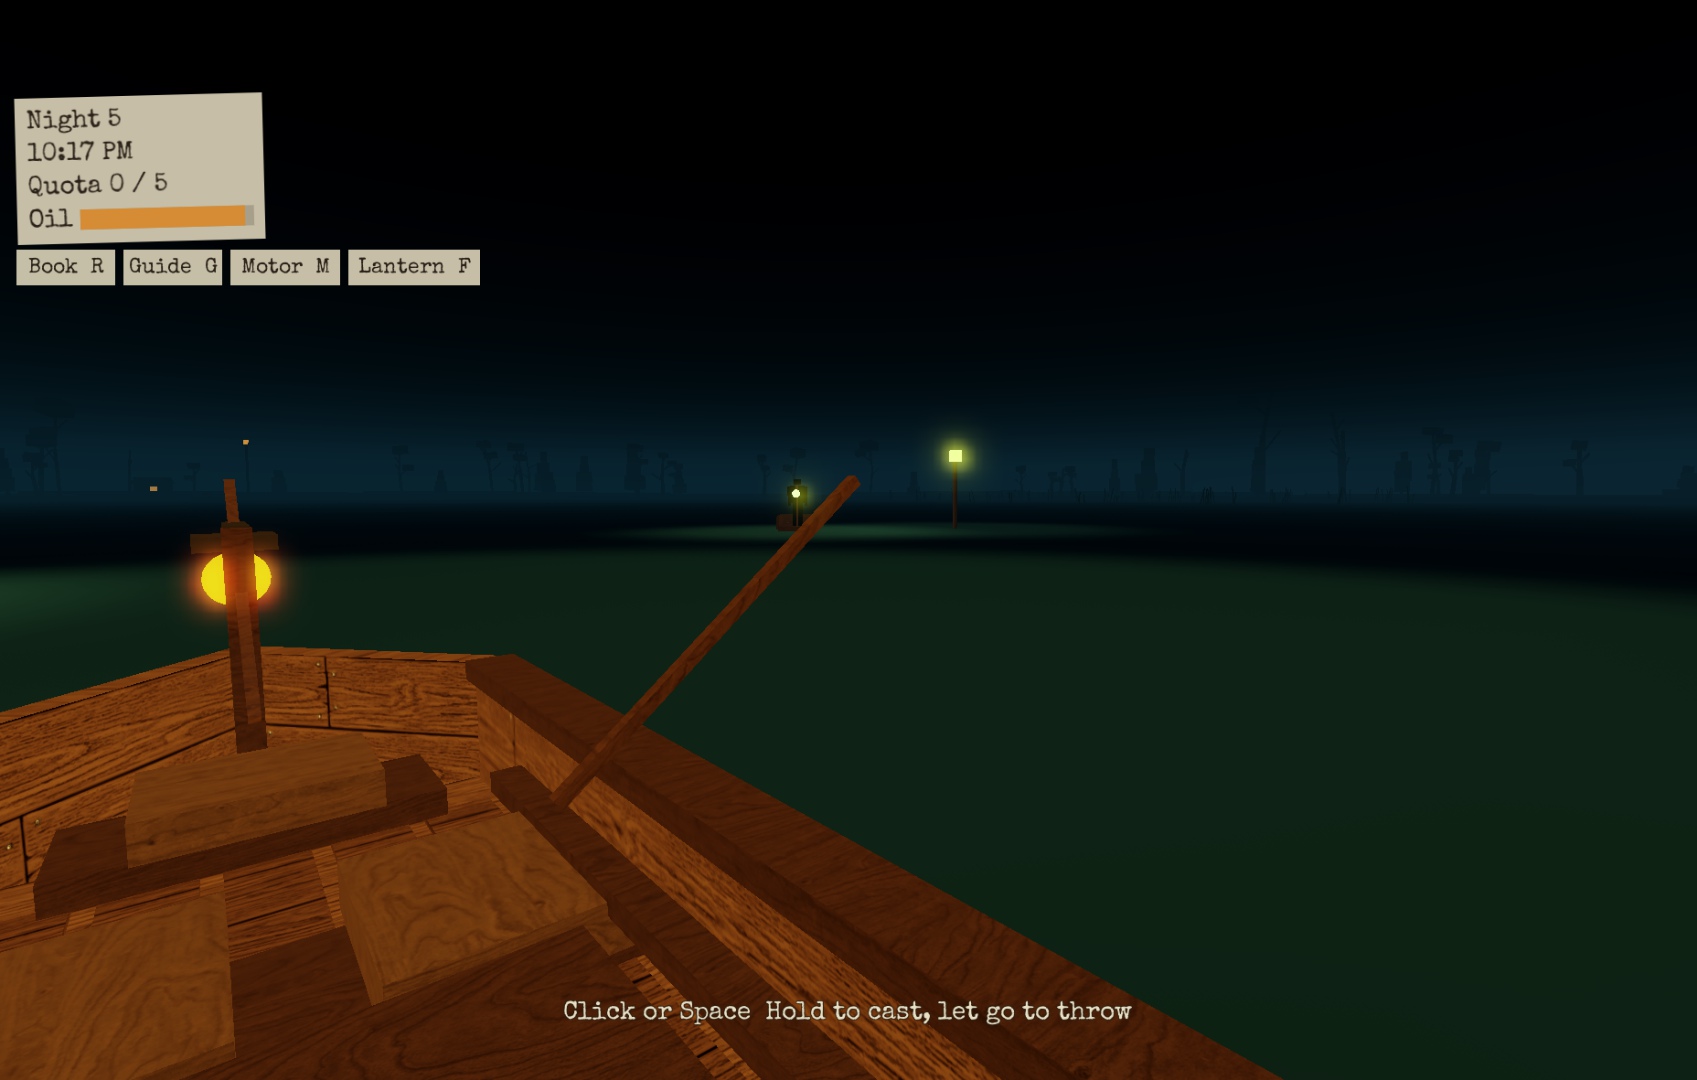 Night 5
10:17 PM
Quota 0 / 5
Oil
Book R
Guide G
Motor M
Lantern F
Click or Space Hold to cast, let go to throw